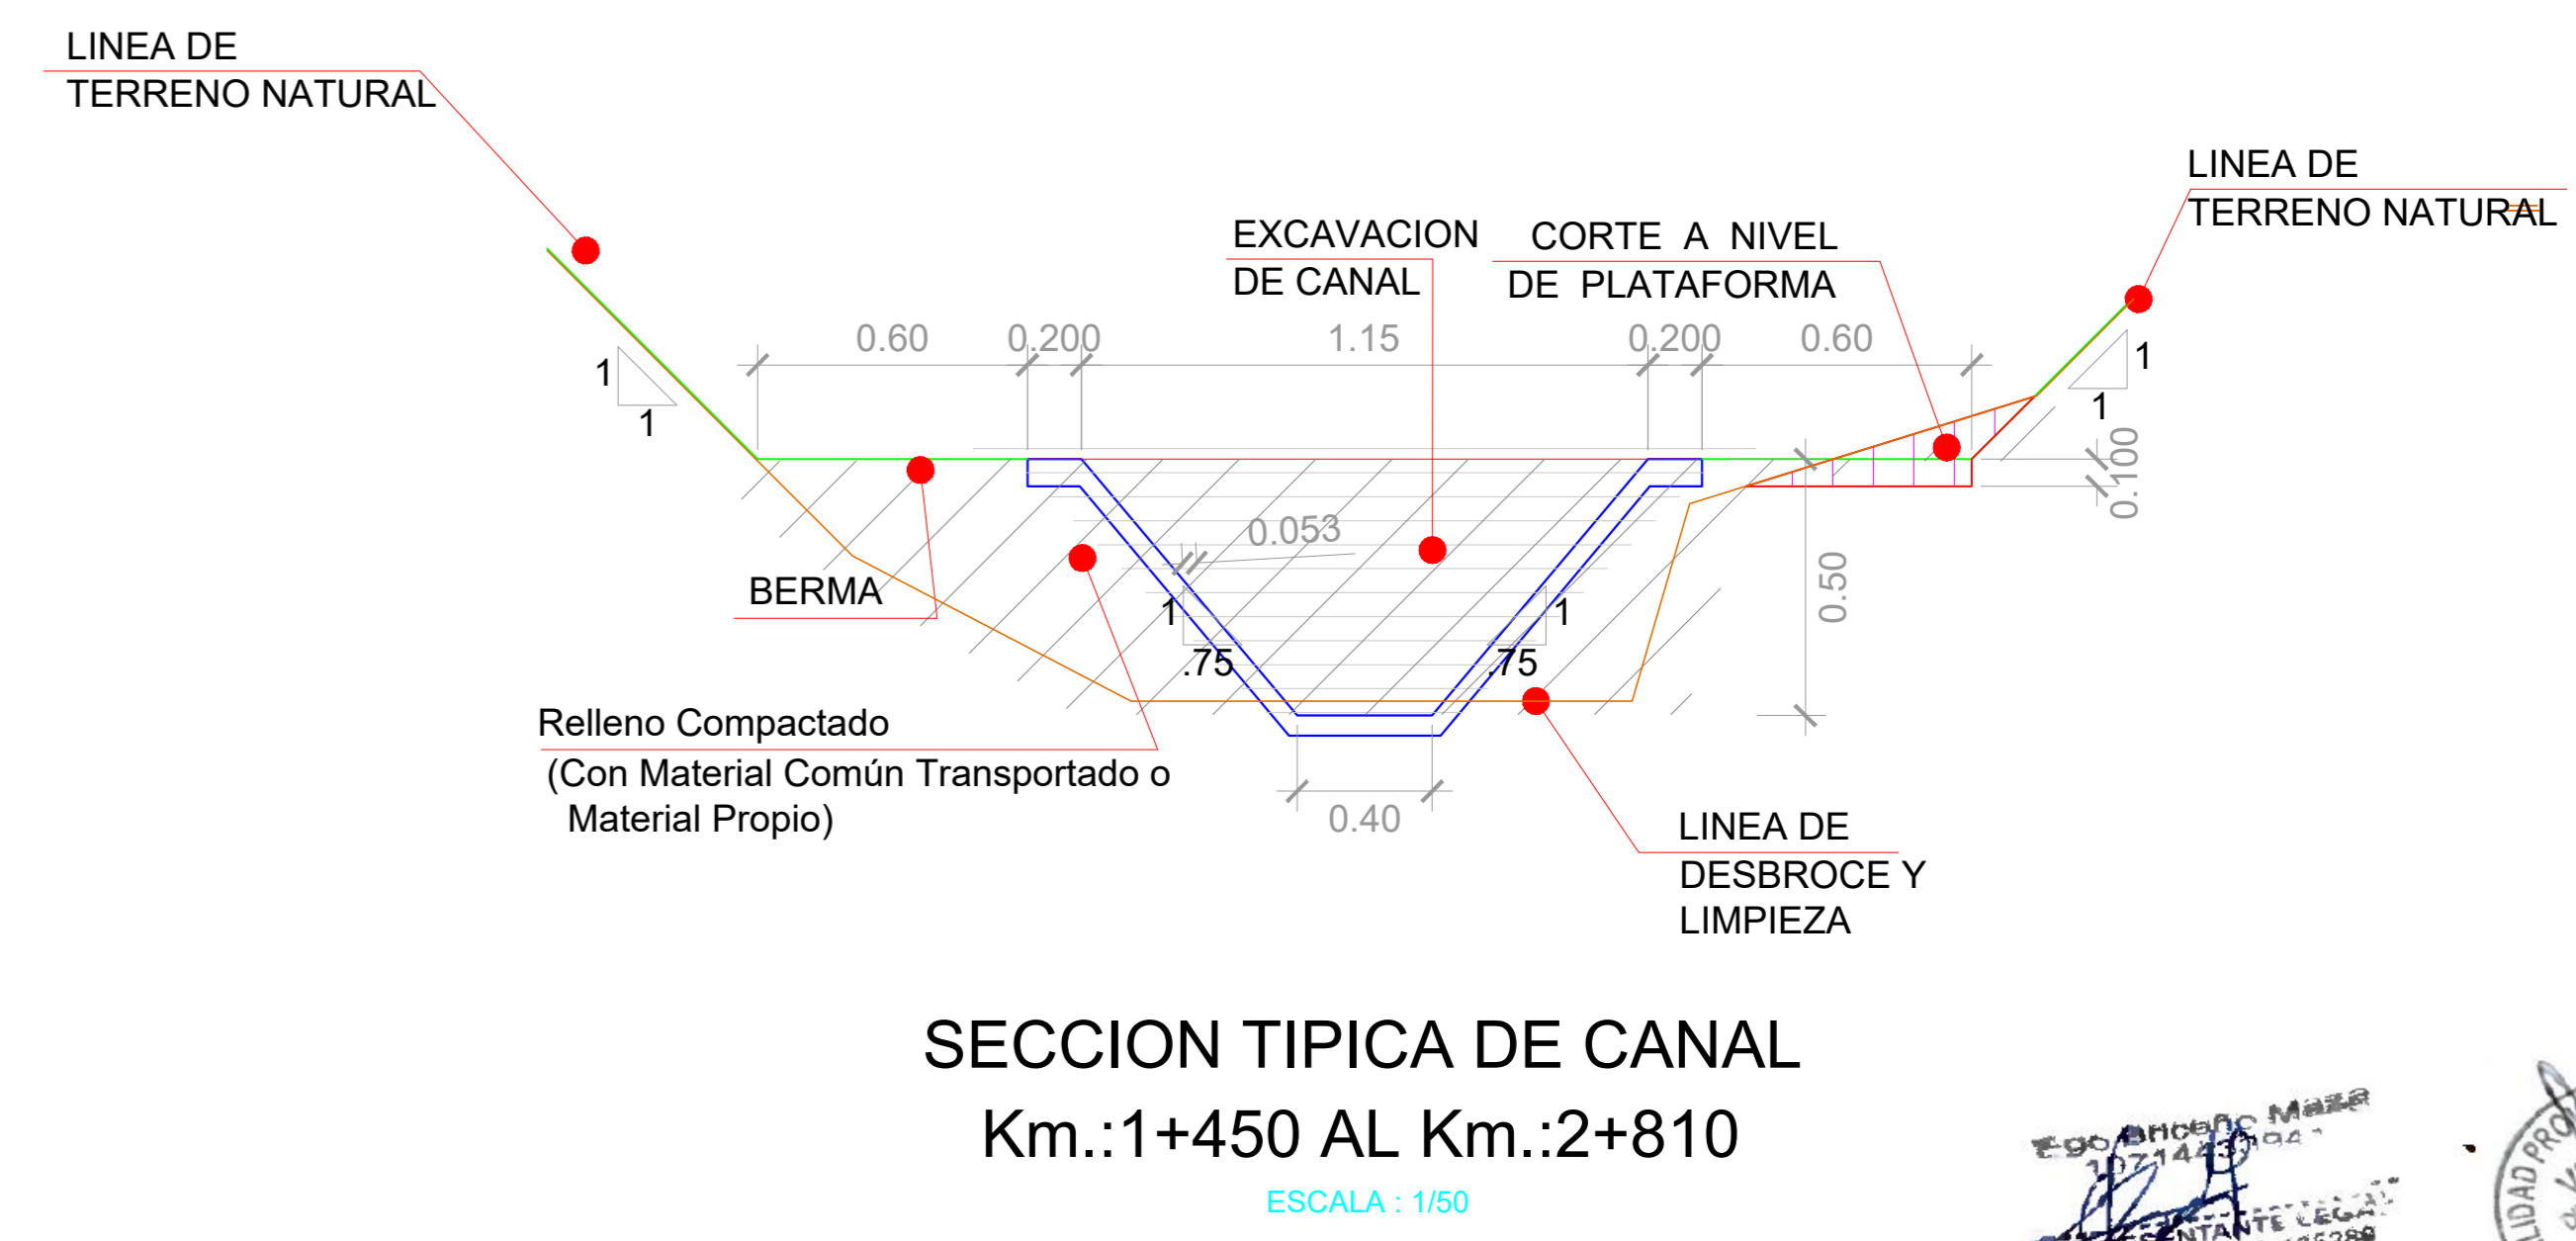 LINEA DE
TERRENO NATURAL
LINEA DE
TERRENO NATURAL
EXCAVACION
DE CANAL
CORTE A NIVEL
DE PLATAFORMA
0.60
0.200
1.15
0.200
0.60
1
1
1
1
0.100
0.053
0.50
BERMA
1
.75
1
.75
Relleno Compactado
(Con Material Común Transportado o
Material Propio)
0.40
LINEA DE
DESBROCE Y
LIMPIEZA
SECCION TIPICA DE CANAL
Km.:1+450 AL Km.:2+810
ESCALA : 1/50